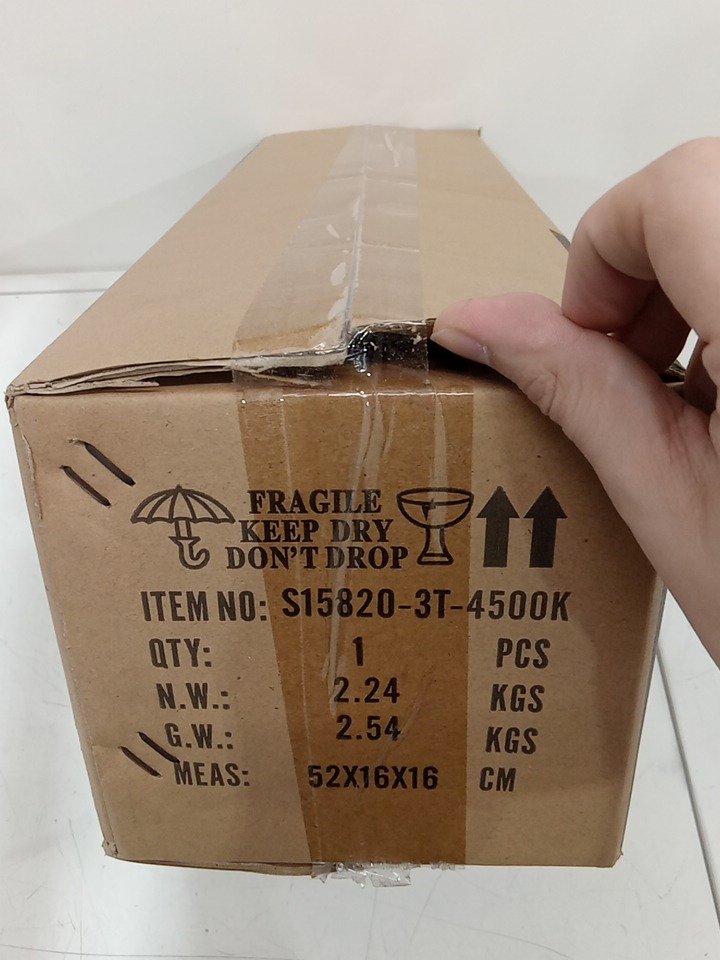 FRAGILE
KEEP DRY
DON'T DROP
ITEM NO: S15820-3T-4500K
QTY: 1 PCS
N.W.: 2.24 KGS
G.W.: 2.54 KGS
MEAS: 52X16X16 CM